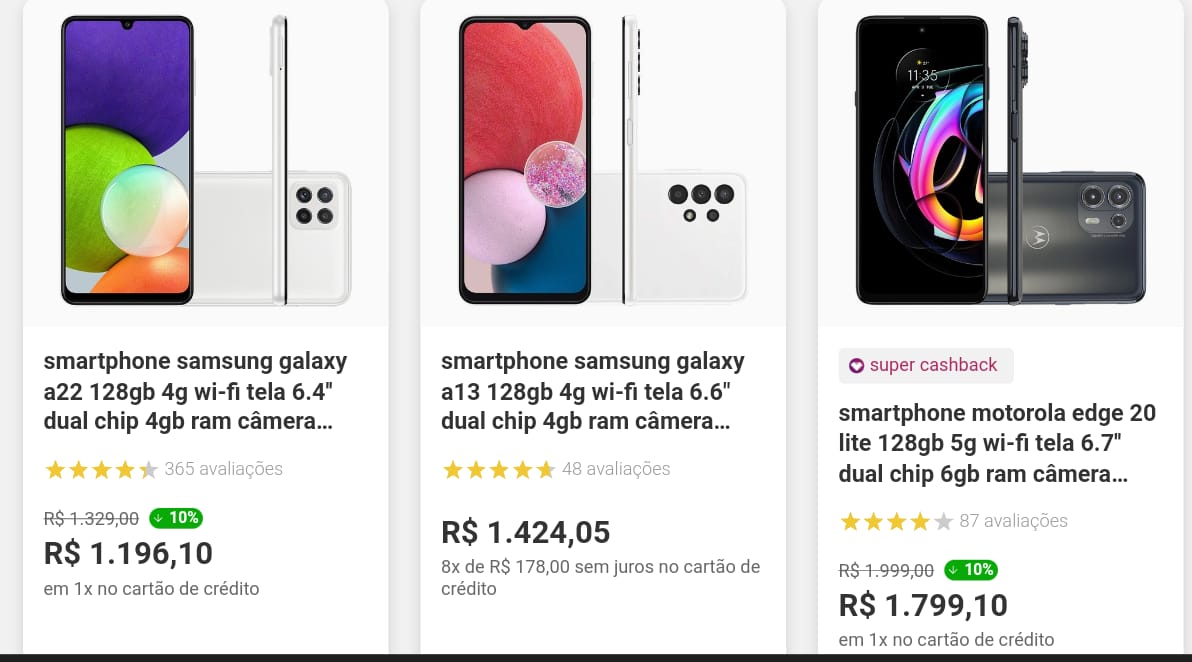 smartphone samsung galaxy
a22 128gb 4g wi-fi tela 6.4"
dual chip 4gb ram câmera...
365 avaliações
R$ 1.329,00 10%
R$ 1.196,10
em 1x no cartão de crédito
smartphone samsung galaxy
a13 128gb 4g wi-fi tela 6.6"
dual chip 4gb ram câmera...
48 avaliações
R$ 1.424,05
8x de R$ 178,00 sem juros no cartão de
crédito
11:35
super cashback
smartphone motorola edge 20
lite 128gb 5g wi-fi tela 6.7"
dual chip 6gb ram câmera...
87 avaliações
R$ 1.999,00 10%
R$ 1.799,10
em 1x no cartão de crédito